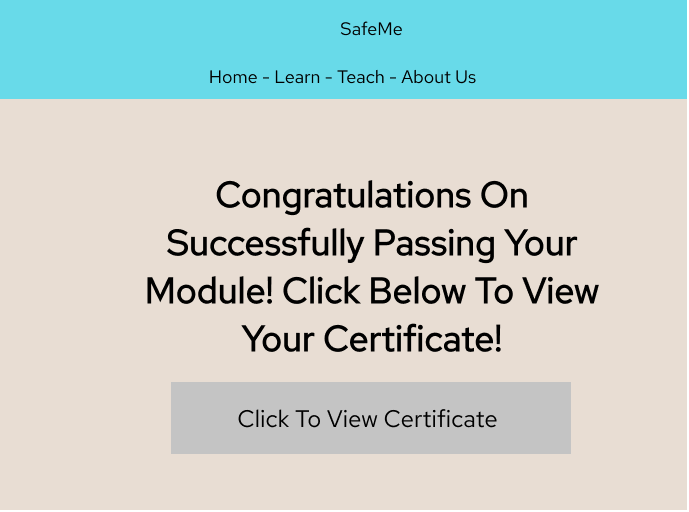 SafeMe
Home - Learn - Teach - About Us
Congratulations On
Successfully Passing Your
Module! Click Below To View
Your Certificate!
Click To View Certificate